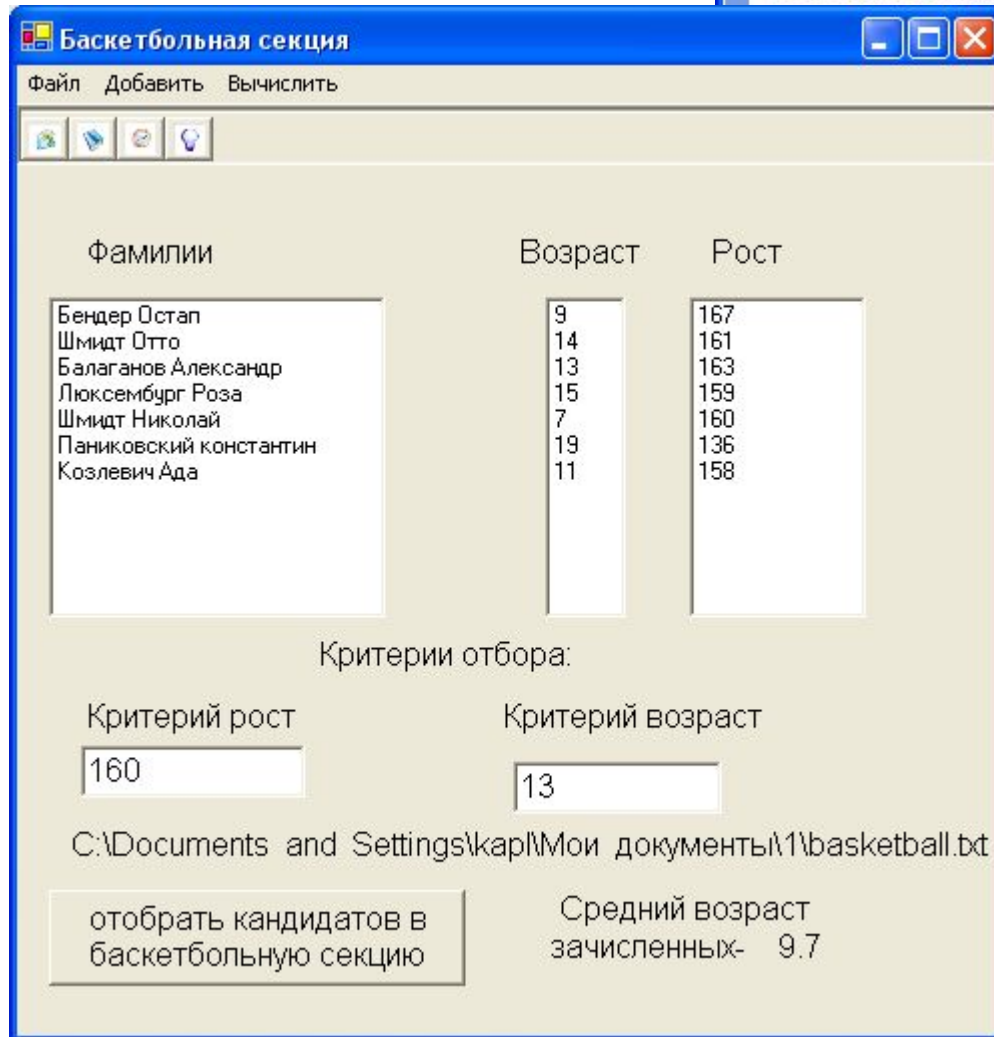 Баскетбольная секция
Файл Добавить Вычислить
Фамилии Возраст Рост
Бендер Остап 9 167
Шмидт Отто 14 161
Балаганов Александр 13 163
Люксембург Роза 15 159
Шмидт Николай 7 160
Паниковский константин 19 136
Козлевич Ада 11 158
Критерии отбора:
Критерий рост Критерий возраст
160
13
C:\Documents and Settings\kapl\Мои документы\1\basketball.txt
отобрать кандидатов в
баскетбольную секцию
Средний возраст
зачисленных- 9.7